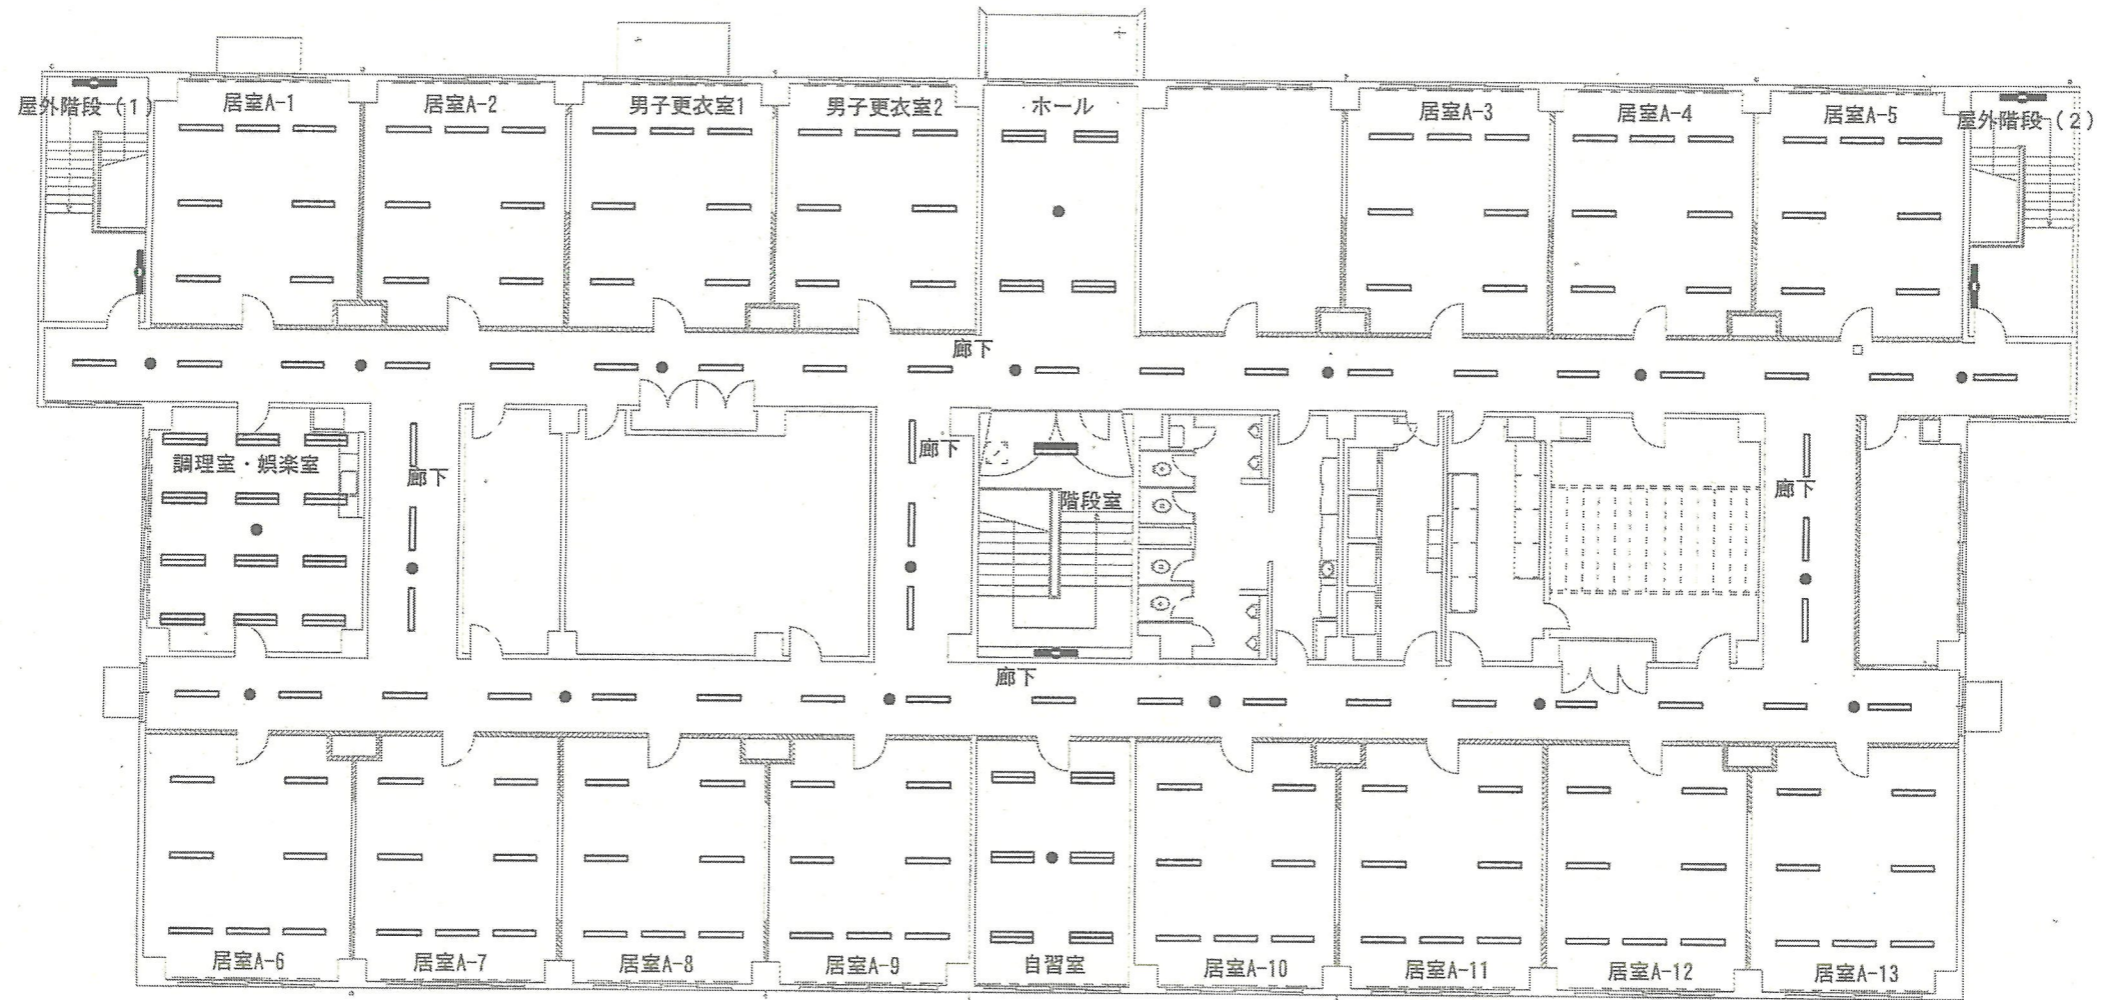 居室A-1
居室A-2
男子更衣室1
男子更衣室2
ホール
居室A-3
居室A-4
居室A-5
屋外階段(1)
屋外階段(2)
廊下
調理室・娯楽室
廊下
廊下
階段室
廊下
廊下
居室A-6
居室A-7
居室A-8
居室A-9
自習室
居室A-10
居室A-11
居室A-12
居室A-13